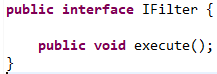 public interface IFilter {
public void execute();
}